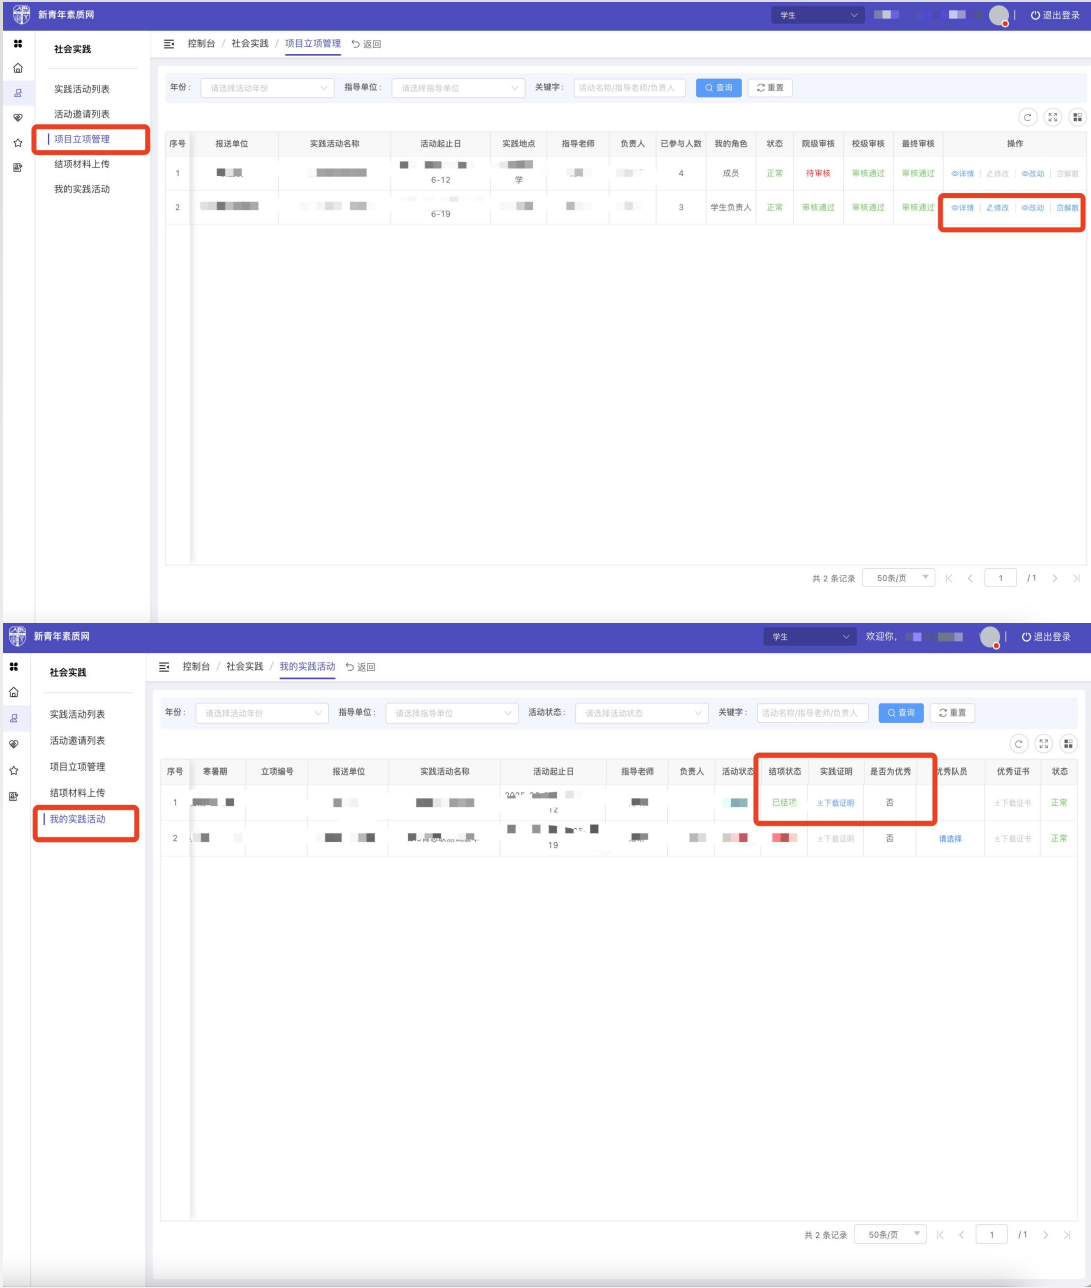 新青年素质网
学生
退出登录
社会实践
控制台 / 社会实践 / 项目立项管理 返回
实践活动列表
活动邀请列表
项目立项管理
结项材料上传
我的实践活动
年份： 请选择活动年份 指导单位： 请选择指导单位 关键字： 活动名称/指导老师/负责人 查询 重置
序号 报送单位 实践活动名称 活动起止日 实践地点 指导老师 负责人 已参与人数 我的角色 状态 院级审核 校级审核 最终审核 操作
1 6-12 学 4 成员 正常 待审核 审核通过 审核通过 详情 修改 改动 解散
2 6-19 3 学生负责人 正常 审核通过 审核通过 审核通过 详情 修改 改动 解散
共 2 条记录 50条/页 1 /1
新青年素质网
学生
欢迎你,
退出登录
社会实践
控制台 / 社会实践 / 我的实践活动 返回
实践活动列表
活动邀请列表
项目立项管理
结项材料上传
我的实践活动
年份： 请选择活动年份 指导单位： 请选择指导单位 活动状态： 请选择活动状态 关键字： 活动名称/指导老师/负责人 查询 重置
序号 寒暑期 立项编号 报送单位 实践活动名称 活动起止日 指导老师 负责人 活动状态 结项状态 实践证明 是否为优秀 优秀队员 优秀证书 状态
1 12 已结项 下载证明 否 下载证书 正常
2 19 下载证明 否 请选择 下载证书 正常
共 2 条记录 50条/页 1 /1